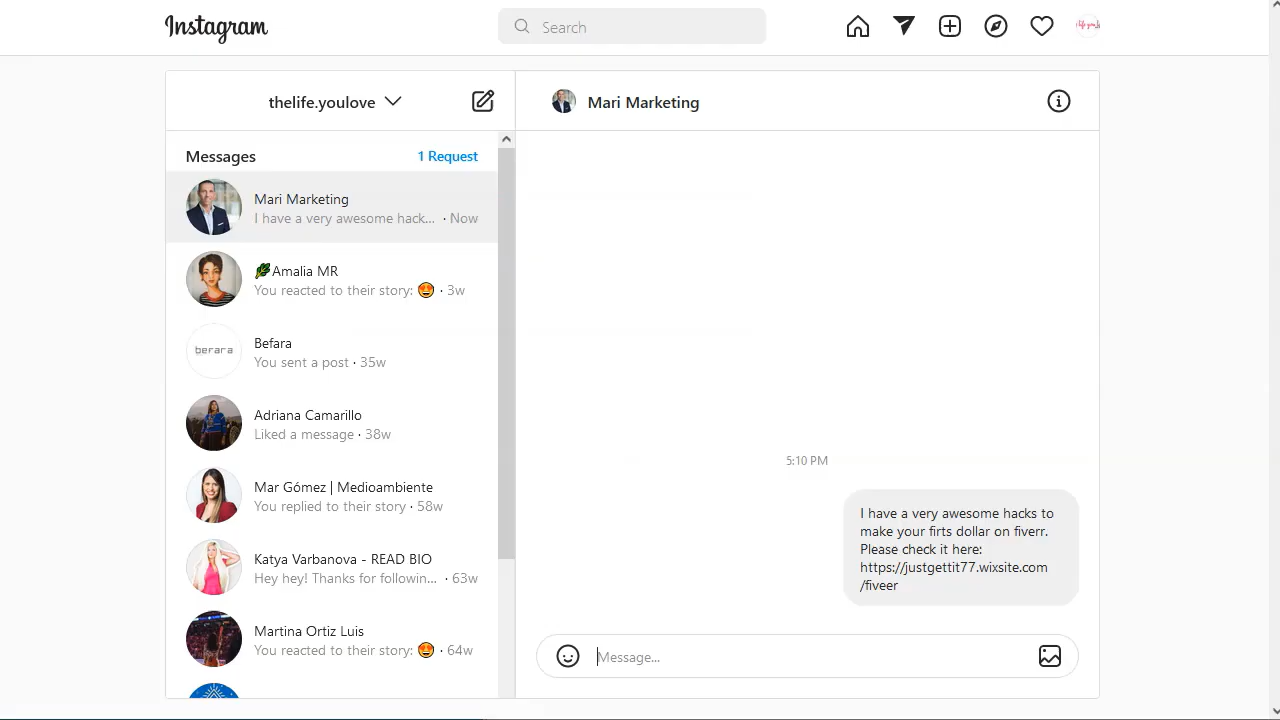 Instagram
Search
thelife.youlove
Mari Marketing
Messages
1 Request
Mari Marketing
I have a very awesome hack... · Now
🥬Amalia MR
You reacted to their story: 🤩 · 3w
Befara
You sent a post · 35w
befara
Adriana Camarillo
Liked a message · 38w
Mar Gómez | Medioambiente
You replied to their story · 58w
Katya Varbanova - READ BIO
Hey hey! Thanks for followin... · 63w
Martina Ortiz Luis
You reacted to their story: 🤩 · 64w
5:10 PM
I have a very awesome hacks to
make your firts dollar on fiverr.
Please check it here:
https://justgettit77.wixsite.com
/fiveer
Message...